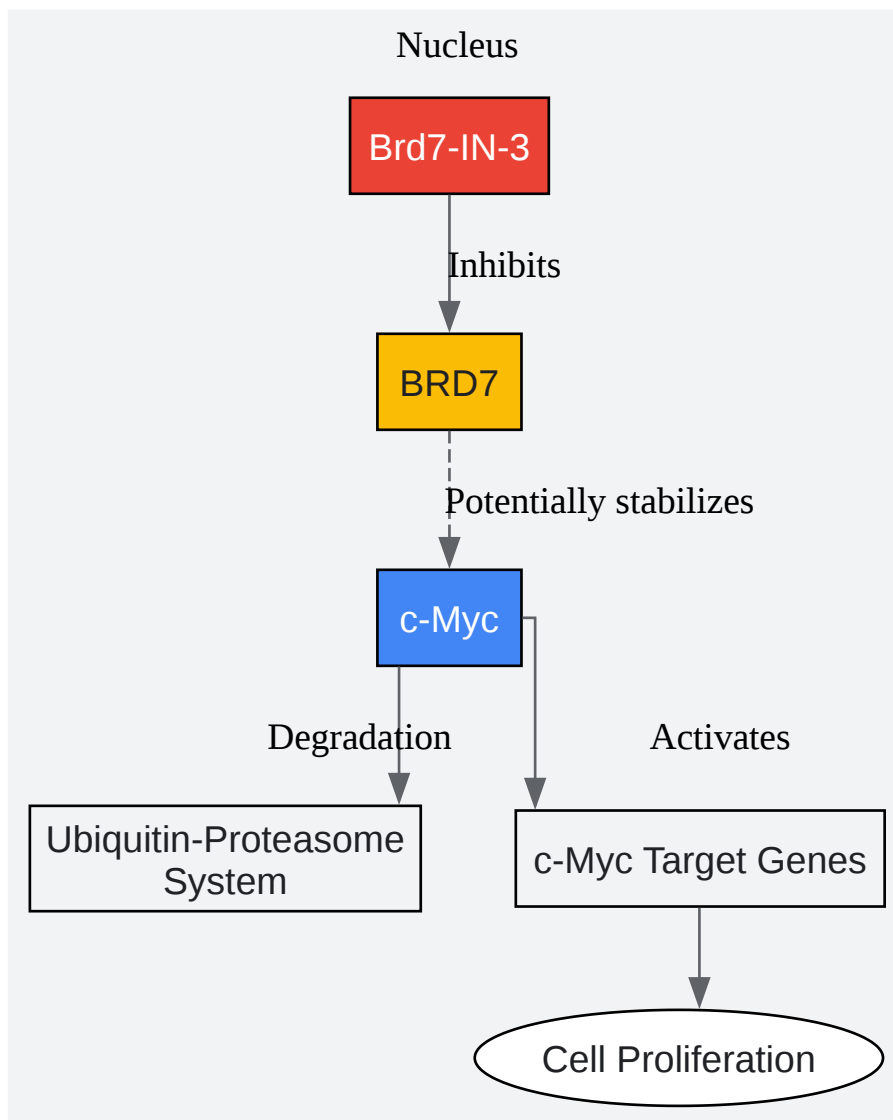 Nucleus
Brd7-IN-3
Inhibits
BRD7
Potentially stabilizes
c-Myc
Degradation
Activates
Ubiquitin-Proteasome
System
c-Myc Target Genes
Cell Proliferation